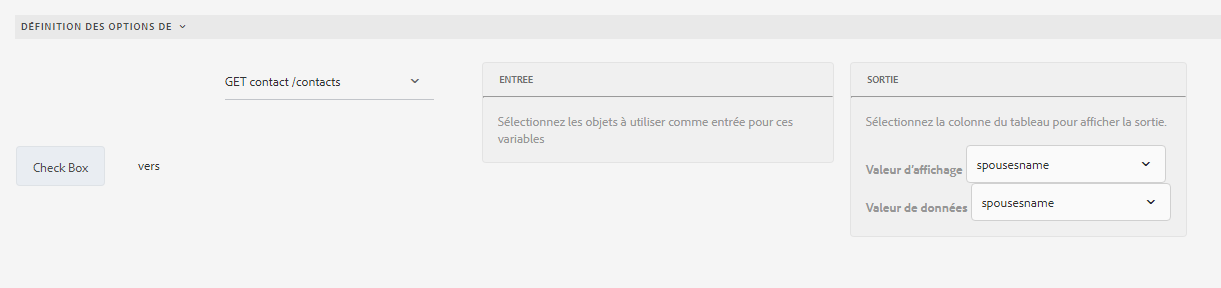 DÉFINITION DES OPTIONS DE
GET contact /contacts
ENTREE
Sélectionnez les objets à utiliser comme entrée pour ces
variables
SORTIE
Sélectionnez la colonne du tableau pour afficher la sortie.
Check Box
vers
Valeur d'affichage
spousesname
Valeur de données
spousesname